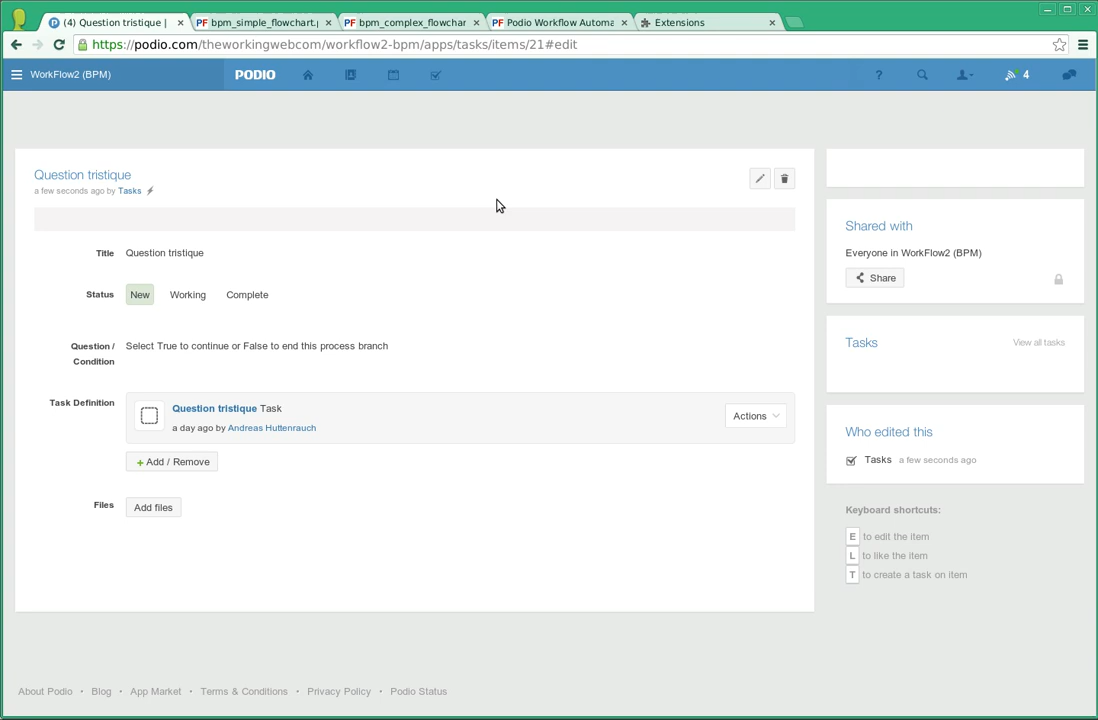 (4) Question tristique |
bpm_simple_flowchart.p
bpm_complex_flowchar
Podio Workflow Automa
Extensions
https://podio.com/theworkingwebcom/workflow2-bpm/apps/tasks/items/21#edit
WorkFlow2 (BPM)
PODIO
?
4
Question tristique
a few seconds ago by Tasks
Title
Question tristique
Status
New
Working
Complete
Question /
Condition
Select True to continue or False to end this process branch
Task Definition
Question tristique Task
a day ago by Andreas Huttenrauch
Actions
+ Add / Remove
Files
Add files
Shared with
Everyone in WorkFlow2 (BPM)
Share
Tasks
View all tasks
Who edited this
Tasks a few seconds ago
Keyboard shortcuts:
E to edit the item
L to like the item
T to create a task on item
About Podio • Blog • App Market • Terms & Conditions • Privacy Policy • Podio Status